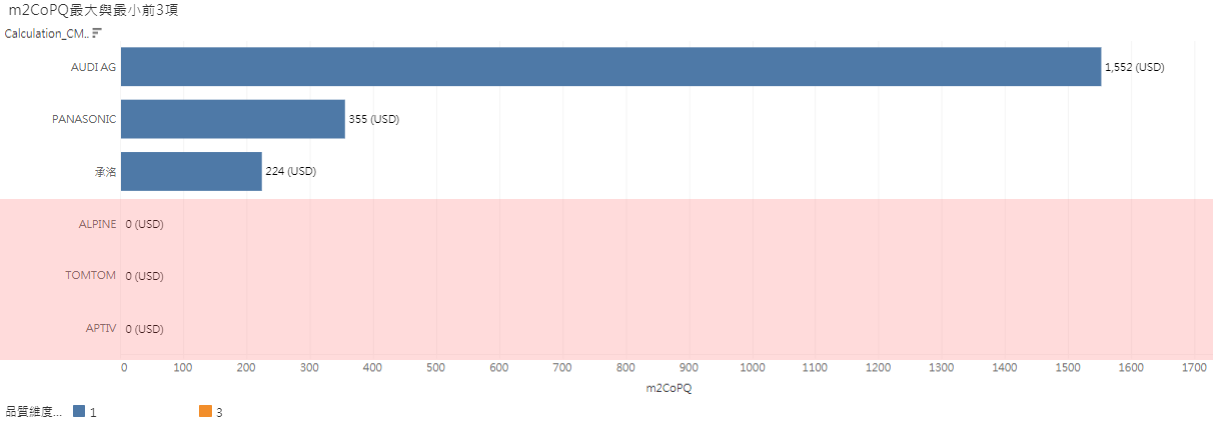 m2CoPQ最大與最小前3項
Calculation_CM..
AUDI AG 1,552 (USD)
PANASONIC 355 (USD)
承洺 224 (USD)
ALPINE 0 (USD)
TOMTOM 0 (USD)
APTIV 0 (USD)
0 100 200 300 400 500 600 700 800 900 1000 1100 1200 1300 1400 1500 1600 1700
m2CoPQ
品質維度... 1 3